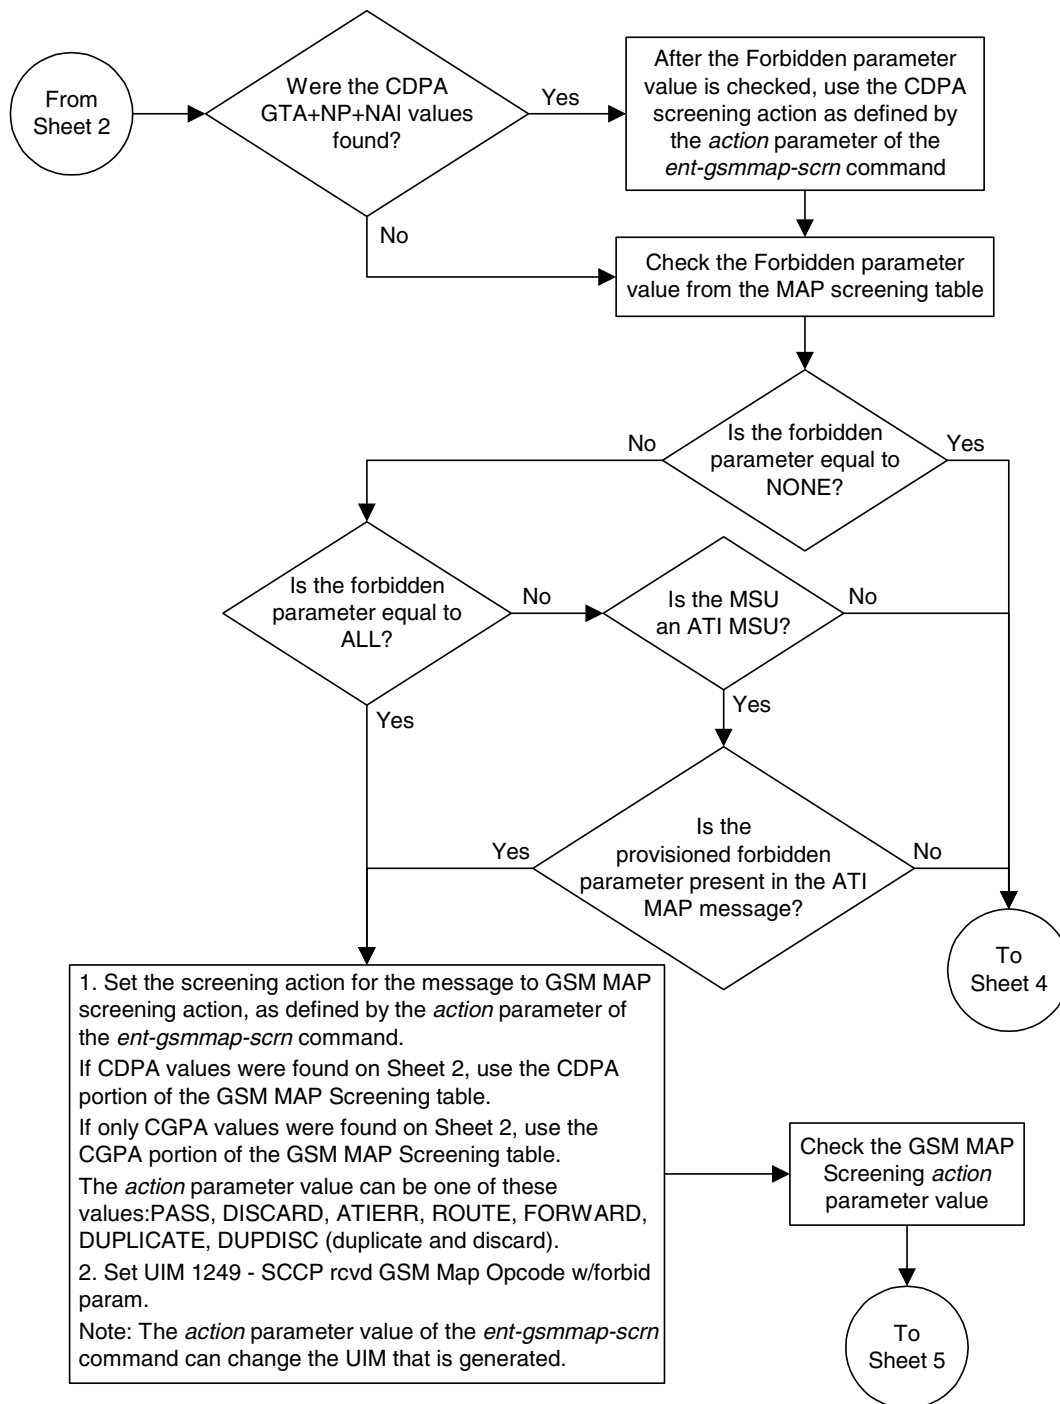 From
Sheet 2
Were the CDPA
GTA+NP+NAI values
found?
Yes
After the Forbidden parameter
value is checked, use the CDPA
screening action as defined by
the action parameter of the
ent-gsmmap-scrn command
No
Check the Forbidden parameter
value from the MAP screening table
Is the forbidden
parameter equal to
NONE?
No
Yes
Is the forbidden
parameter equal to
ALL?
No
Is the MSU
an ATI MSU?
No
Yes
Yes
Is the
provisioned forbidden
parameter present in the ATI
MAP message?
Yes
No
To
Sheet 4
1. Set the screening action for the message to GSM MAP
screening action, as defined by the action parameter of
the ent-gsmmap-scrn command.
If CDPA values were found on Sheet 2, use the CDPA
portion of the GSM MAP Screening table.
If only CGPA values were found on Sheet 2, use the
CGPA portion of the GSM MAP Screening table.
The action parameter value can be one of these
values:PASS, DISCARD, ATIERR, ROUTE, FORWARD,
DUPLICATE, DUPDISC (duplicate and discard).
2. Set UIM 1249 - SCCP rcvd GSM Map Opcode w/forbid
param.
Note: The action parameter value of the ent-gsmmap-scrn
command can change the UIM that is generated.
Check the GSM MAP
Screening action
parameter value
To
Sheet 5